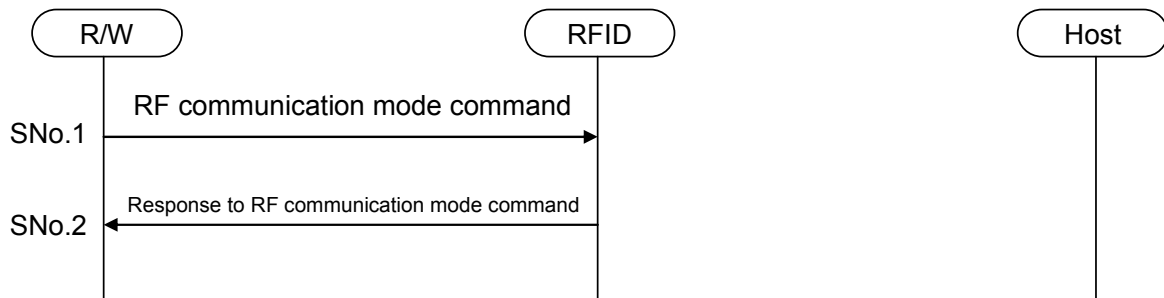 R/W
RFID
Host
RF communication mode command
SNo.1
Response to RF communication mode command
SNo.2